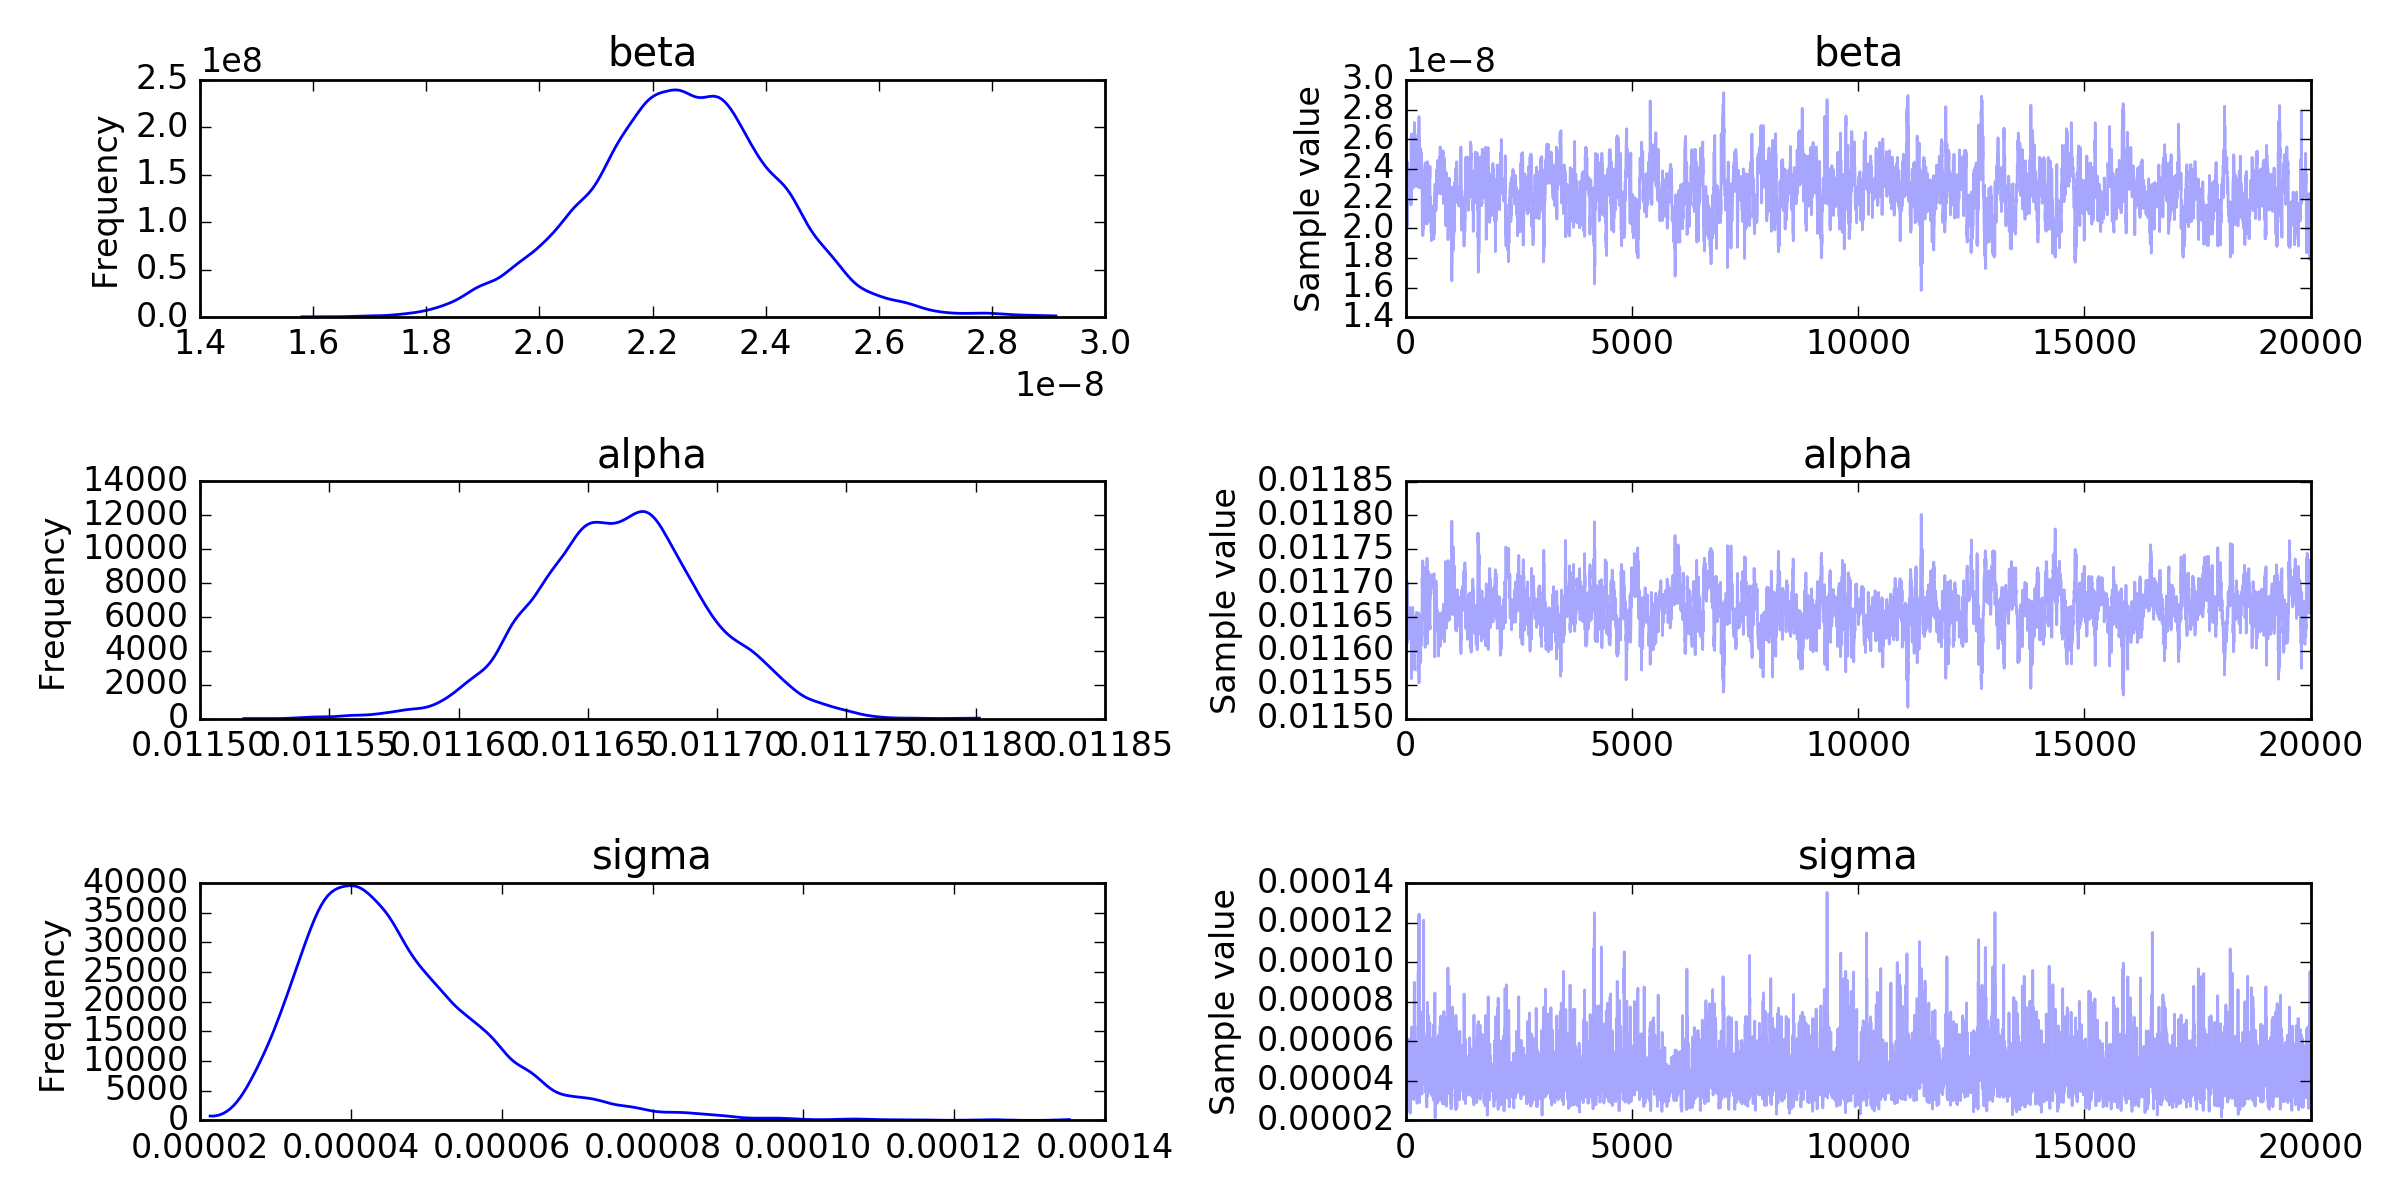 beta
1e8
Frequency
2.5
2.0
1.5
1.0
0.5
0.0
1.4 1.6 1.8 2.0 2.2 2.4 2.6 2.8 3.0
1e−8
beta
1e−8
Sample value
3.0
2.8
2.6
2.4
2.2
2.0
1.8
1.6
1.4
0 5000 10000 15000 20000
alpha
Frequency
14000
12000
10000
8000
6000
4000
2000
0
0.01150 0.01155 0.01160 0.01165 0.01170 0.01175 0.01180 0.01185
alpha
Sample value
0.01185
0.01180
0.01175
0.01170
0.01165
0.01160
0.01155
0.01150
0 5000 10000 15000 20000
sigma
Frequency
40000
35000
30000
25000
20000
15000
10000
5000
0
0.00002 0.00004 0.00006 0.00008 0.00010 0.00012 0.00014
sigma
Sample value
0.00014
0.00012
0.00010
0.00008
0.00006
0.00004
0.00002
0 5000 10000 15000 20000